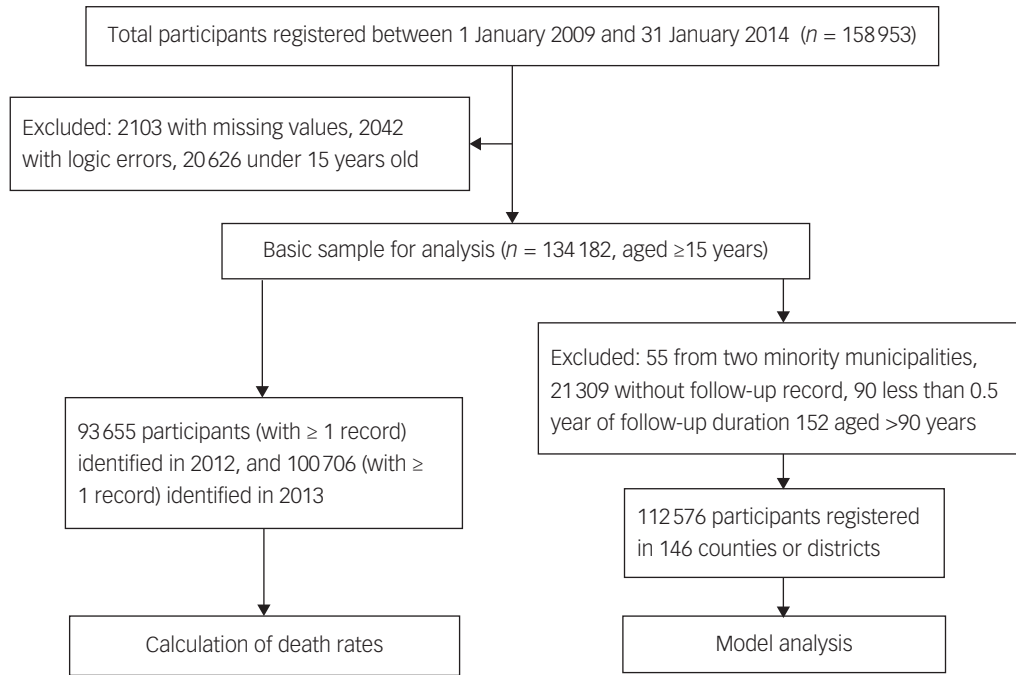 Total participants registered between 1 January 2009 and 31 January 2014 (n = 158 953)
Excluded: 2103 with missing values, 2042
with logic errors, 20 626 under 15 years old
Basic sample for analysis (n = 134 182, aged ≥15 years)
93 655 participants (with ≥ 1 record)
identified in 2012, and 100 706 (with ≥
1 record) identified in 2013
Calculation of death rates
Excluded: 55 from two minority municipalities,
21 309 without follow-up record, 90 less than 0.5
year of follow-up duration 152 aged >90 years
112 576 participants registered
in 146 counties or districts
Model analysis